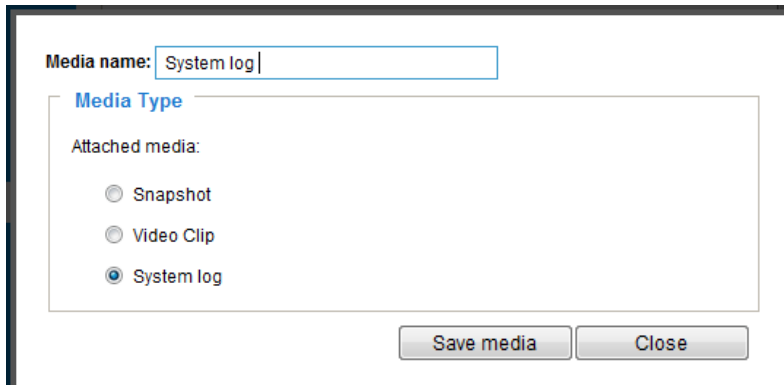 Media name: System log
Media Type
Attached media:
Snapshot
Video Clip
System log
Save media Close